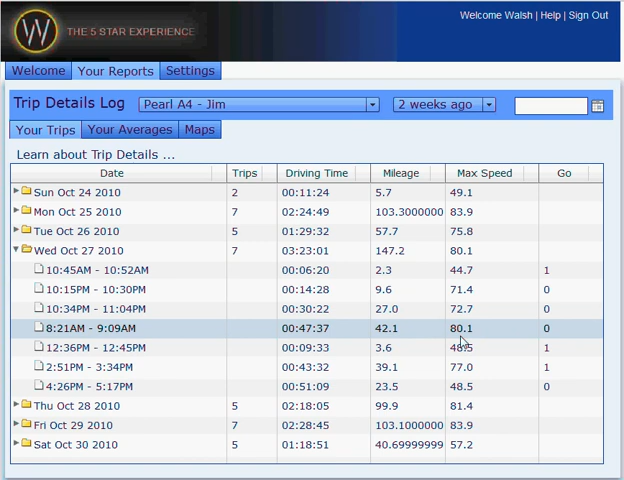 Welcome Walsh | Help | Sign Out
W THE 5 STAR EXPERIENCE
Welcome Your Reports Settings
Trip Details Log Pearl A4 - Jim 2 weeks ago
Your Trips Your Averages Maps
Learn about Trip Details ...
Date Trips Driving Time Mileage Max Speed Go
Sun Oct 24 2010 2 00:11:24 5.7 49.1
Mon Oct 25 2010 7 02:24:49 103.3000000 83.9
Tue Oct 26 2010 5 01:29:32 57.7 75.8
Wed Oct 27 2010 7 03:23:01 147.2 80.1
10:45AM - 10:52AM 00:06:20 2.3 44.7 1
10:15PM - 10:30PM 00:14:28 9.6 71.4 0
10:34PM - 11:04PM 00:30:22 27.0 72.7 0
8:21AM - 9:09AM 00:47:37 42.1 80.1 0
12:36PM - 12:45PM 00:09:33 3.6 48.5 1
2:51PM - 3:34PM 00:43:32 39.1 77.0 1
4:26PM - 5:17PM 00:51:09 23.5 48.5 0
Thu Oct 28 2010 5 02:18:05 99.9 81.4
Fri Oct 29 2010 7 02:28:45 103.1000000 83.9
Sat Oct 30 2010 5 01:18:51 40.69999999 57.2